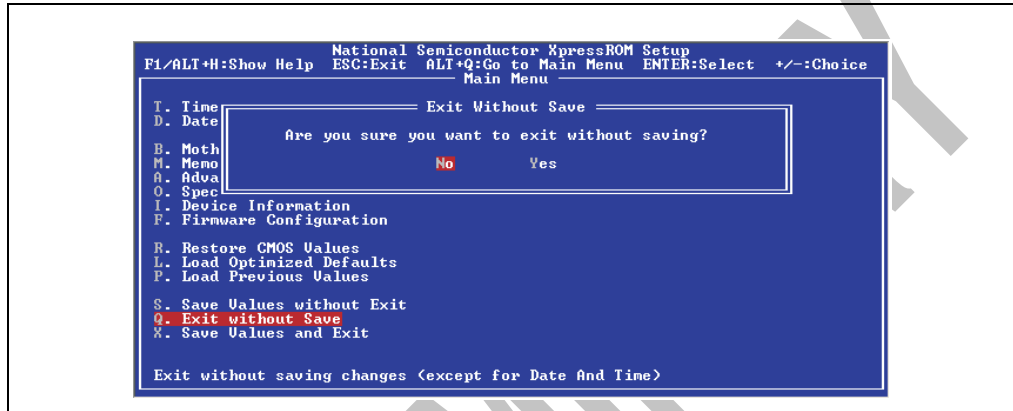 National Semiconductor XpressROM Setup
F1/ALT+H:Show Help ESC:Exit ALT+Q:Go to Main Menu ENTER:Select +/-:Choice
Main Menu
T. Time
Exit Without Save
D. Date
Are you sure you want to exit without saving?
B. Moth
M. Memo
No Yes
A. Adva
O. Spec
I. Device Information
F. Firmware Configuration
R. Restore CMOS Values
L. Load Optimized Defaults
P. Load Previous Values
S. Save Values without Exit
Q. Exit without Save
X. Save Values and Exit
Exit without saving changes (except for Date And Time)